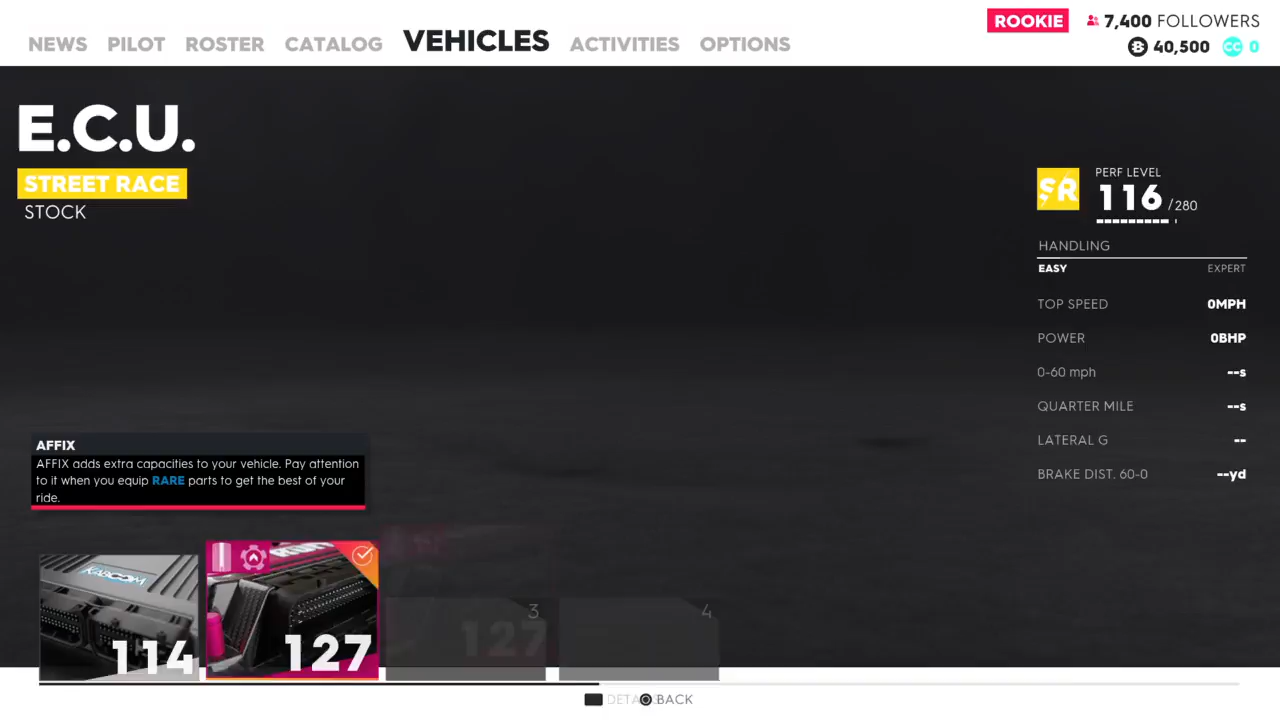 NEWS PILOT ROSTER CATALOG VEHICLES ACTIVITIES OPTIONS
ROOKIE 7,400 FOLLOWERS
40,500 CC 0
E.C.U.
STREET RACE
STOCK
SR
PERF LEVEL
116 /280
HANDLING
EASY EXPERT
TOP SPEED 0MPH
POWER 0BHP
0-60 mph --s
QUARTER MILE --s
LATERAL G --
BRAKE DIST. 60-0 --yd
AFFIX
AFFIX adds extra capacities to your vehicle. Pay attention
to it when you equip RARE parts to get the best of your
ride.
114
127
3
127
4
BACK